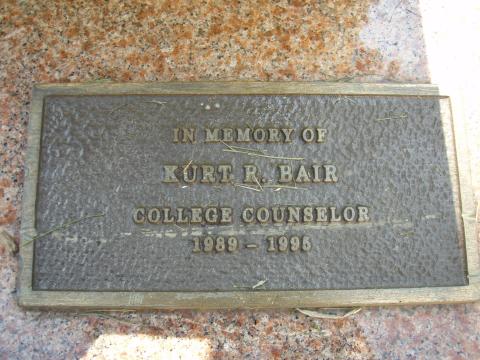 IN MEMORY OF
KURT R. BAIR
COLLEGE COUNSELOR
1989 - 1995